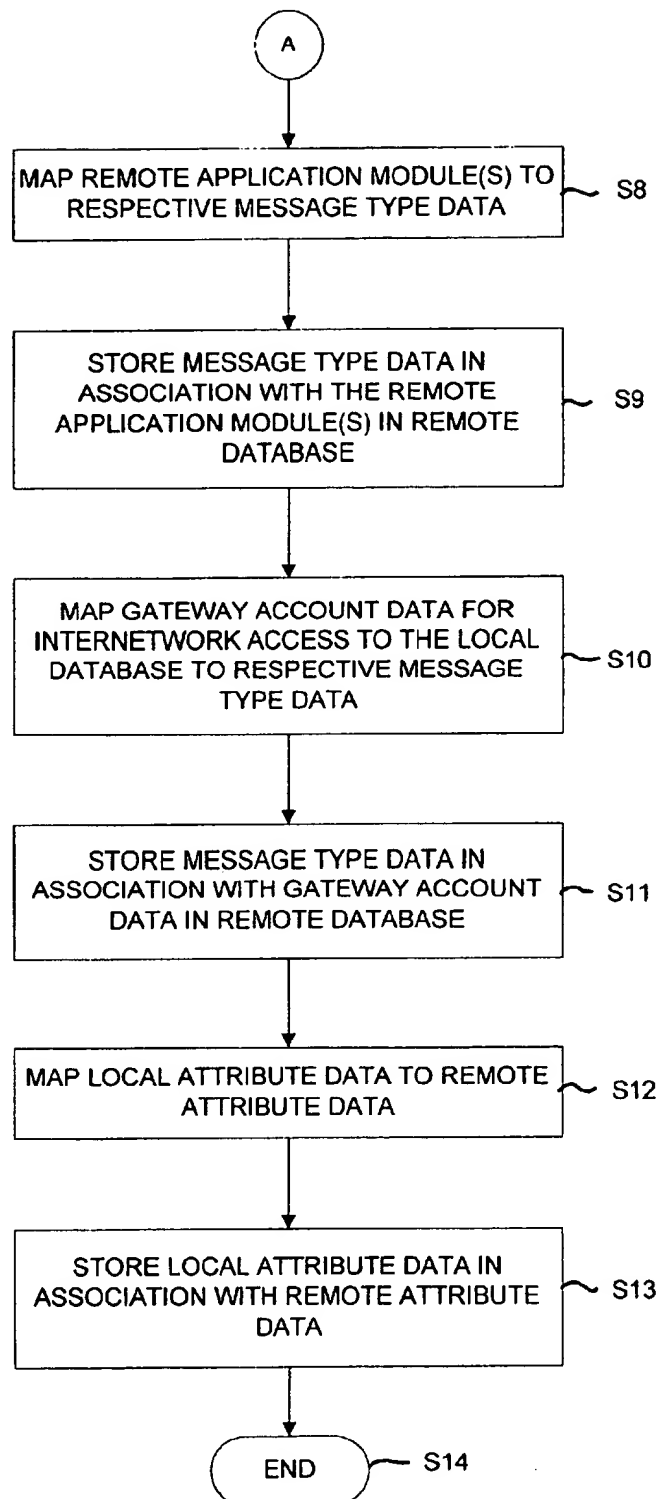 A
MAP REMOTE APPLICATION MODULE(S) TO
RESPECTIVE MESSAGE TYPE DATA
S8
STORE MESSAGE TYPE DATA IN
ASSOCIATION WITH THE REMOTE
APPLICATION MODULE(S) IN REMOTE
DATABASE
S9
MAP GATEWAY ACCOUNT DATA FOR
INTERNETWORK ACCESS TO THE LOCAL
DATABASE TO RESPECTIVE MESSAGE
TYPE DATA
S10
STORE MESSAGE TYPE DATA IN
ASSOCIATION WITH GATEWAY ACCOUNT
DATA IN REMOTE DATABASE
S11
MAP LOCAL ATTRIBUTE DATA TO REMOTE
ATTRIBUTE DATA
S12
STORE LOCAL ATTRIBUTE DATA IN
ASSOCIATION WITH REMOTE ATTRIBUTE
DATA
S13
END
S14